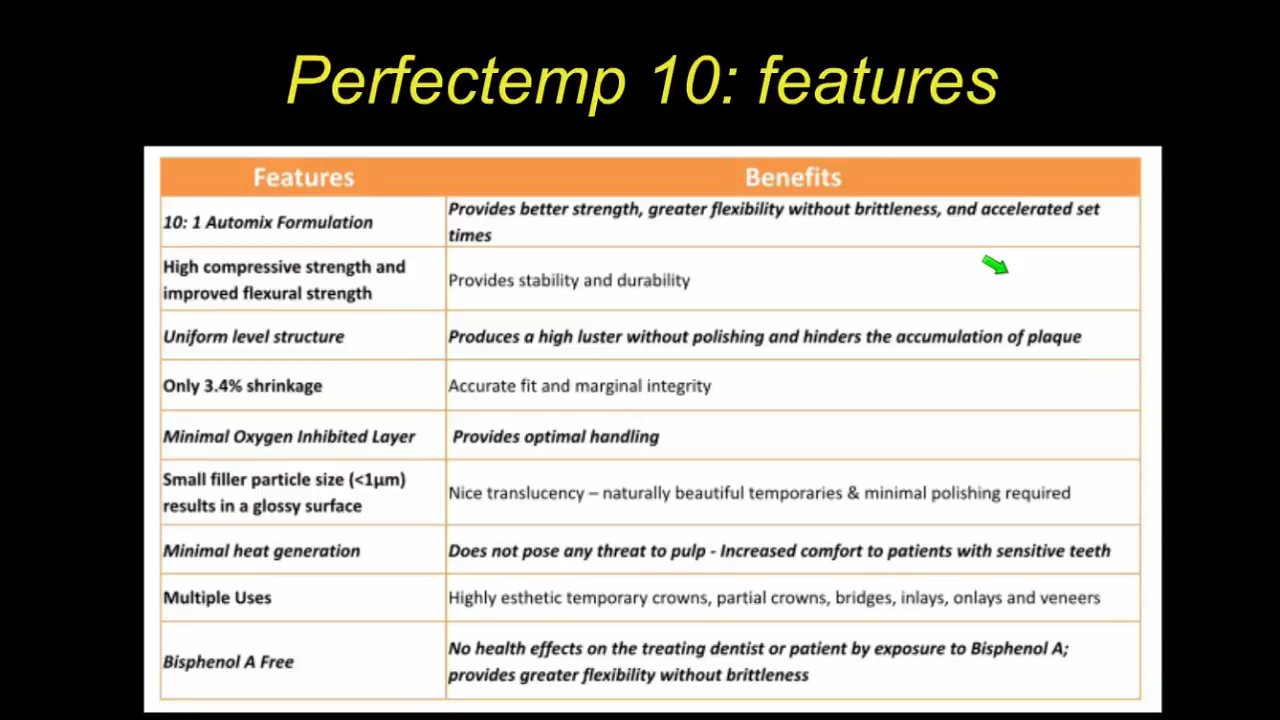 Perfectemp 10: features
Features
Benefits
10: 1 Automix Formulation
Provides better strength, greater flexibility without brittleness, and accelerated set
times
High compressive strength and
improved flexural strength
Provides stability and durability
Uniform level structure
Produces a high luster without polishing and hinders the accumulation of plaque
Only 3.4% shrinkage
Accurate fit and marginal integrity
Minimal Oxygen Inhibited Layer
Provides optimal handling
Small filler particle size (<1µm)
results in a glossy surface
Nice translucency – naturally beautiful temporaries & minimal polishing required
Minimal heat generation
Does not pose any threat to pulp - Increased comfort to patients with sensitive teeth
Multiple Uses
Highly esthetic temporary crowns, partial crowns, bridges, inlays, onlays and veneers
Bisphenol A Free
No health effects on the treating dentist or patient by exposure to Bisphenol A;
provides greater flexibility without brittleness